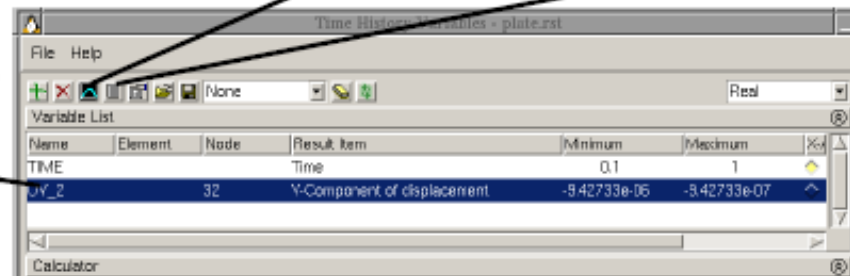 Time History Variables - plate.rst
File Help
None Real
Variable List
Name Element Node Result Item Minimum Maximum
TIME Time 0.1 1
UY_2 32 Y-Component of displacement -9.42733e-06 -9.42733e-07
Calculator